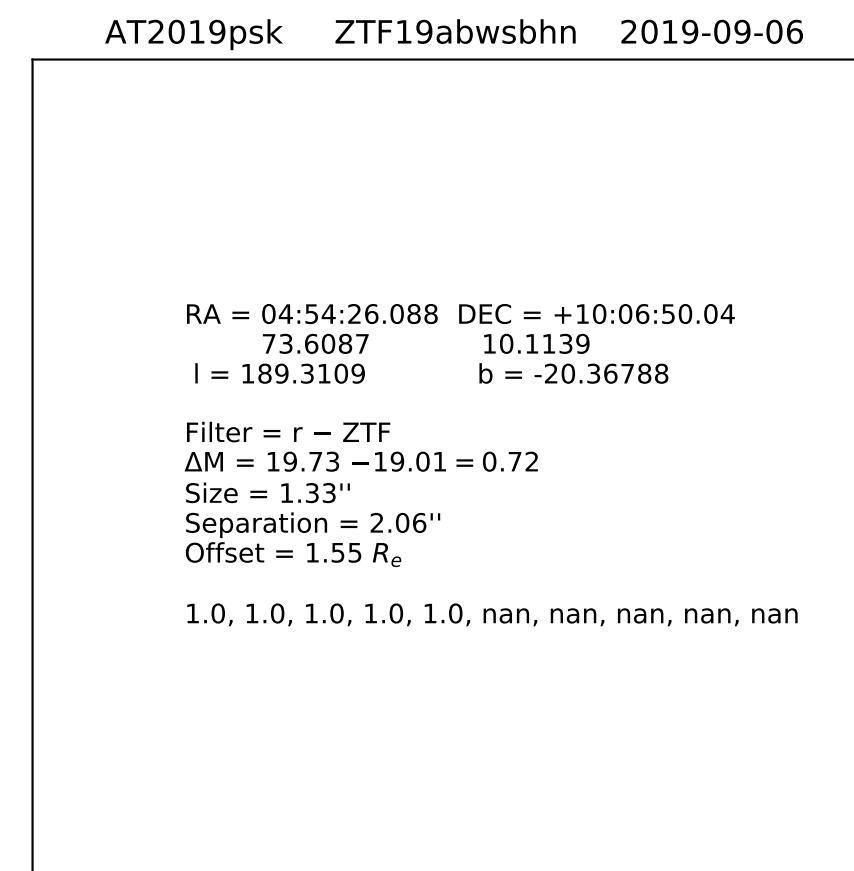 AT2019psk ZTF19abwsbhn 2019-09-06
RA = 04:54:26.088 DEC = +10:06:50.04
73.6087 10.1139
l = 189.3109 b = -20.36788
Filter = r − ZTF
ΔM = 19.73 −19.01 = 0.72
Size = 1.33''
Separation = 2.06''
Offset = 1.55 Re
1.0, 1.0, 1.0, 1.0, 1.0, nan, nan, nan, nan, nan